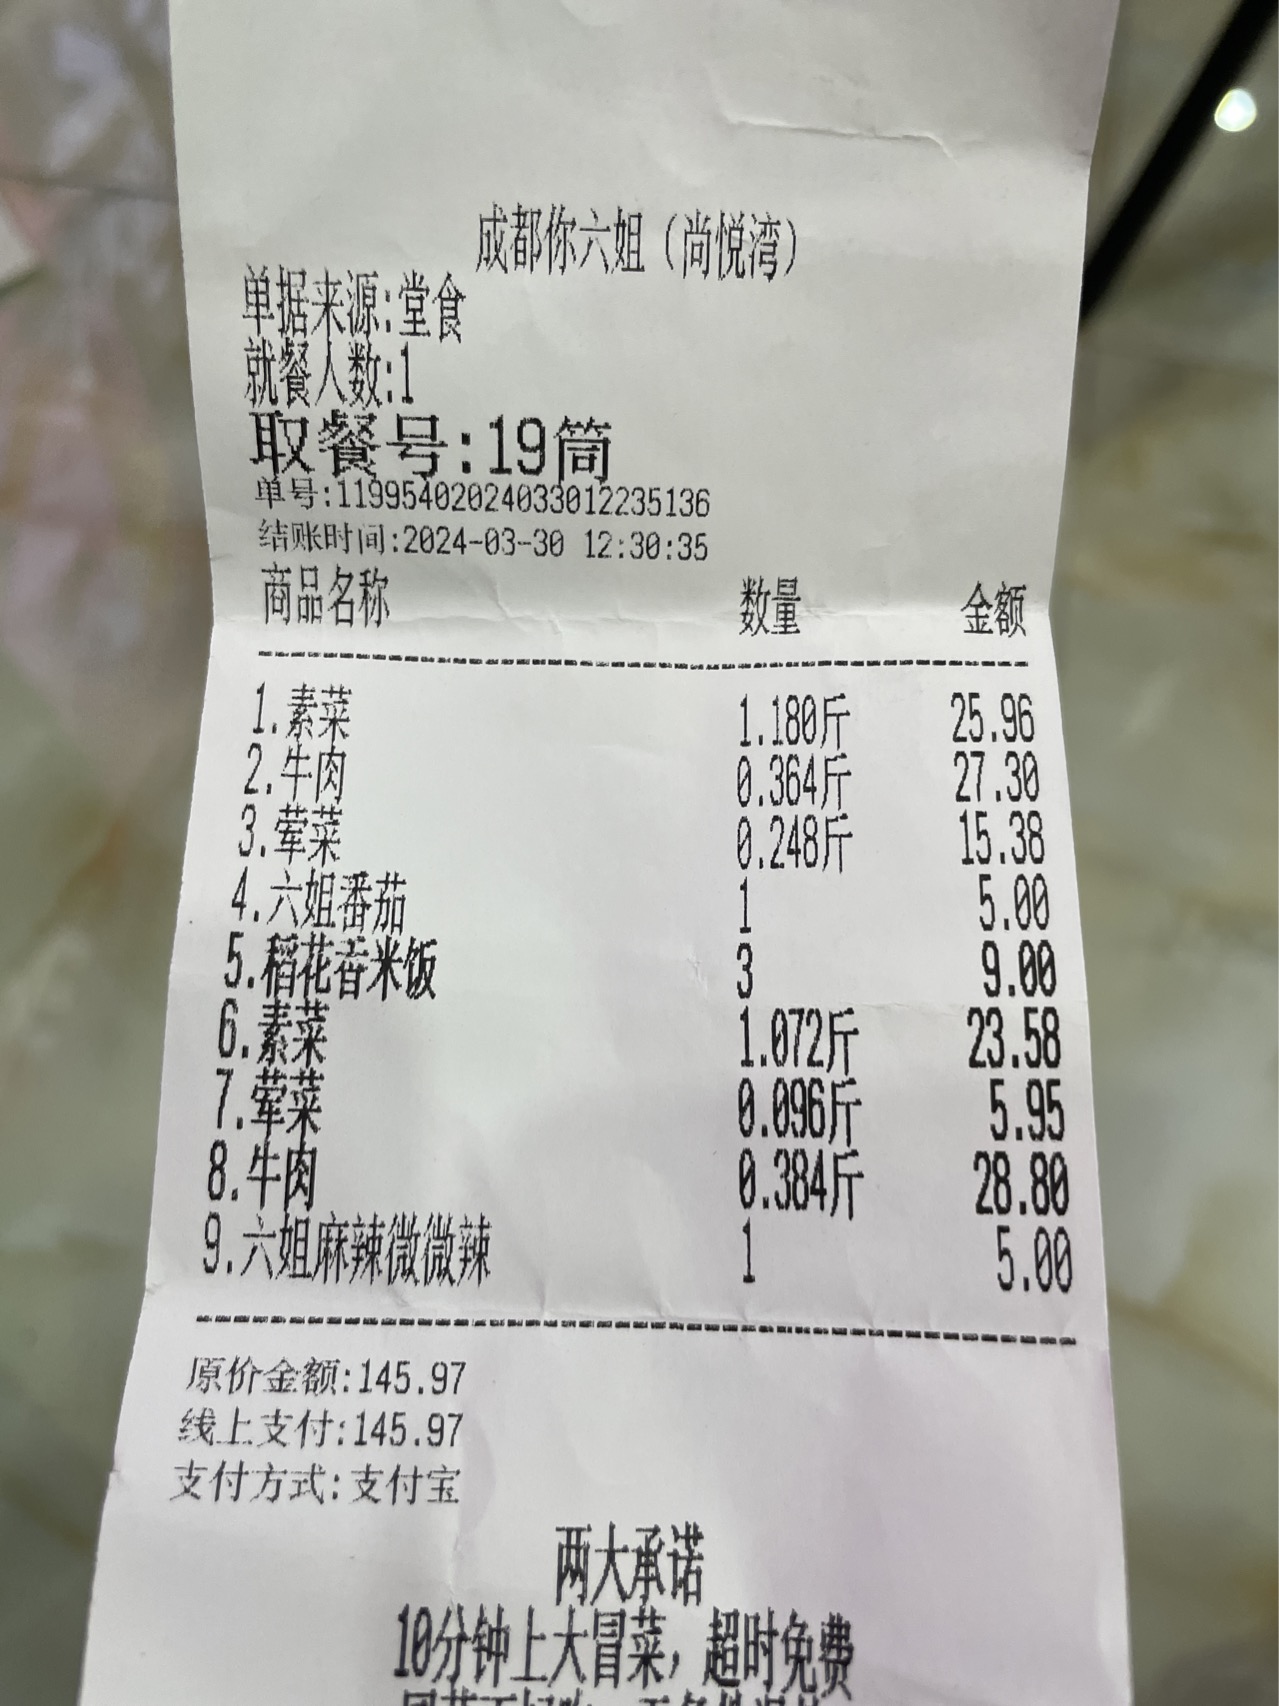 成都你六姐（尚悦湾）
单据来源:堂食
就餐人数:1
取餐号:19筒
单号:11995402024033012235136
结账时间:2024-03-30 12:30:35
商品名称 数量 金额
1.素菜 1.180斤 25.96
2.牛肉 0.364斤 27.30
3.荤菜 0.248斤 15.38
4.六姐番茄 1 5.00
5.稻花香米饭 3 9.00
6.素菜 1.072斤 23.58
7.荤菜 0.096斤 5.95
8.牛肉 0.384斤 28.80
9.六姐麻辣微微辣 1 5.00
原价金额:145.97
线上支付:145.97
支付方式:支付宝
两大承诺
10分钟上大冒菜，超时免费